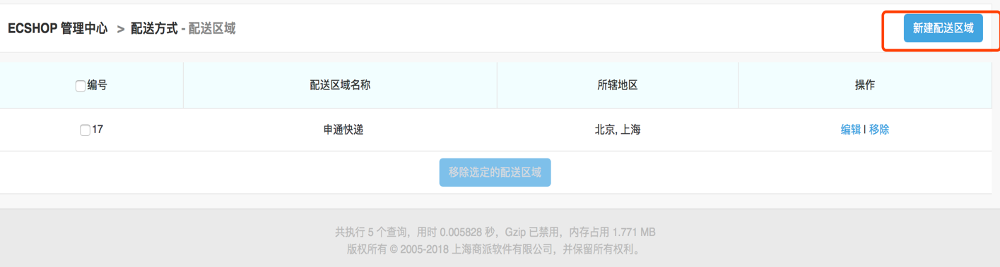 ECSHOP 管理中心 > 配送方式 - 配送区域
新建配送区域
编号 配送区域名称 所辖地区 操作
17 申通快递 北京, 上海 编辑 | 移除
移除选定的配送区域
共执行 5 个查询，用时 0.005828 秒，Gzip 已禁用，内存占用 1.771 MB
版权所有 © 2005-2018 上海商派软件有限公司，并保留所有权利。